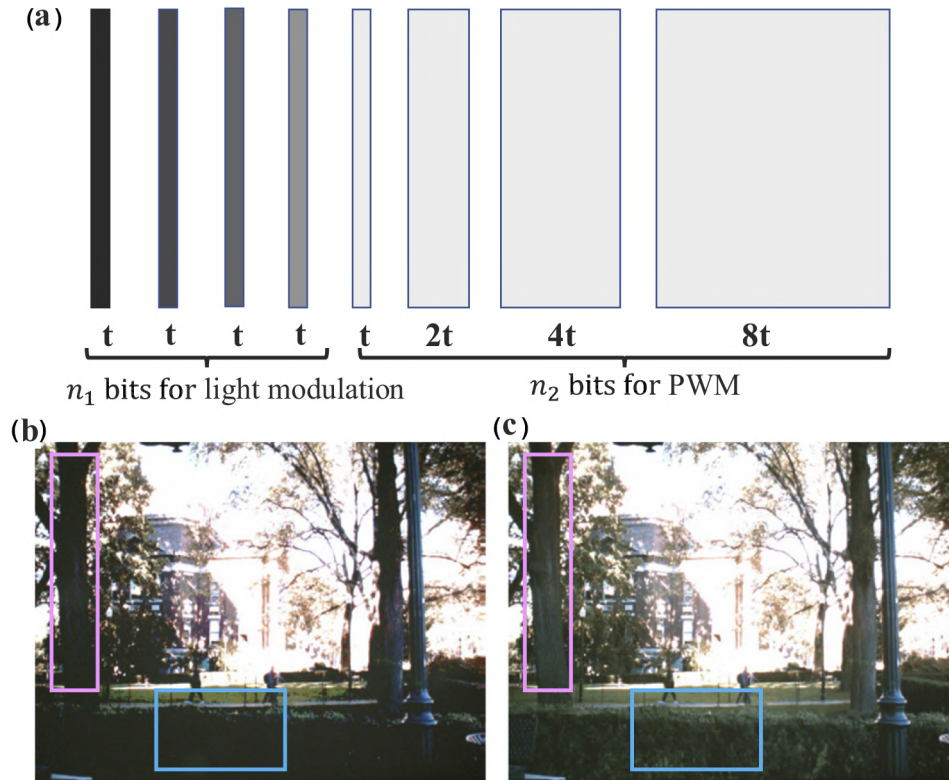 (a)
t t t t t 2t 4t 8t
n₁ bits for light modulation
n₂ bits for PWM
(b)
(c)